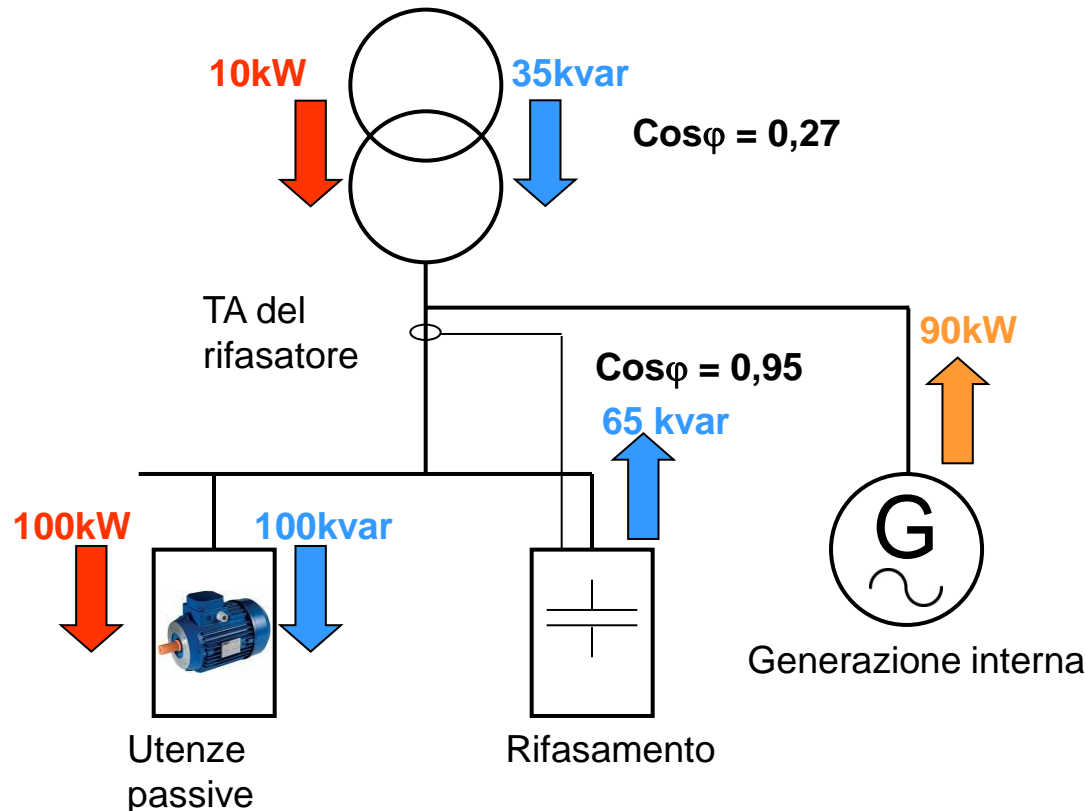 10kW
35kvar
Cosφ = 0,27
TA del
rifasatore
90kW
Cosφ = 0,95
65 kvar
100kW
100kvar
G
Generazione interna
Utenze
passive
Rifasamento